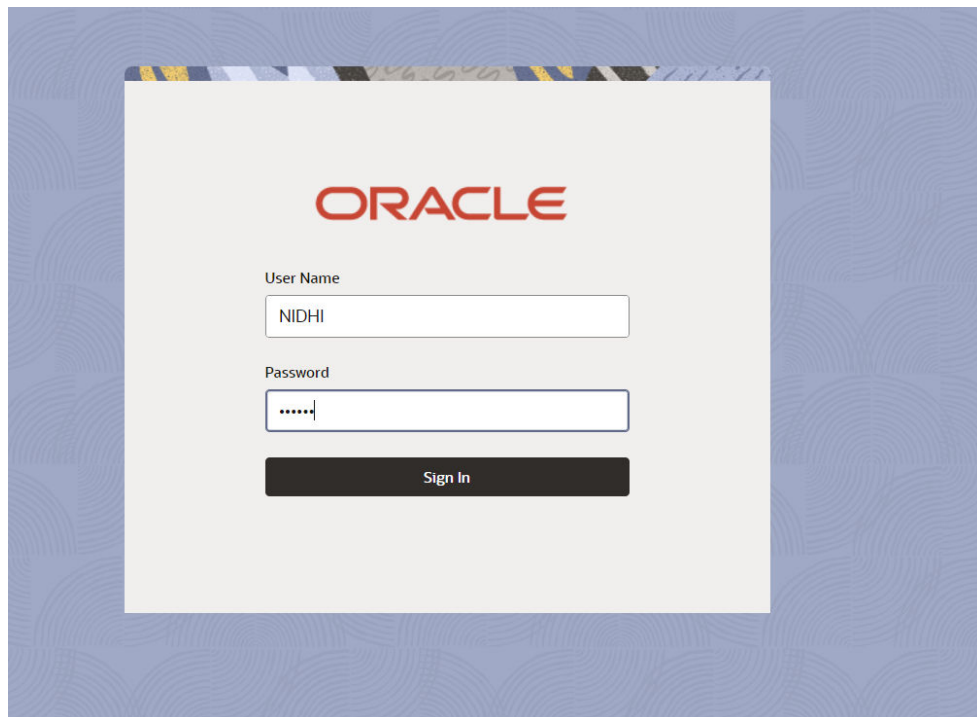 ORACLE
User Name
NIDHI
Password
••••••
Sign In